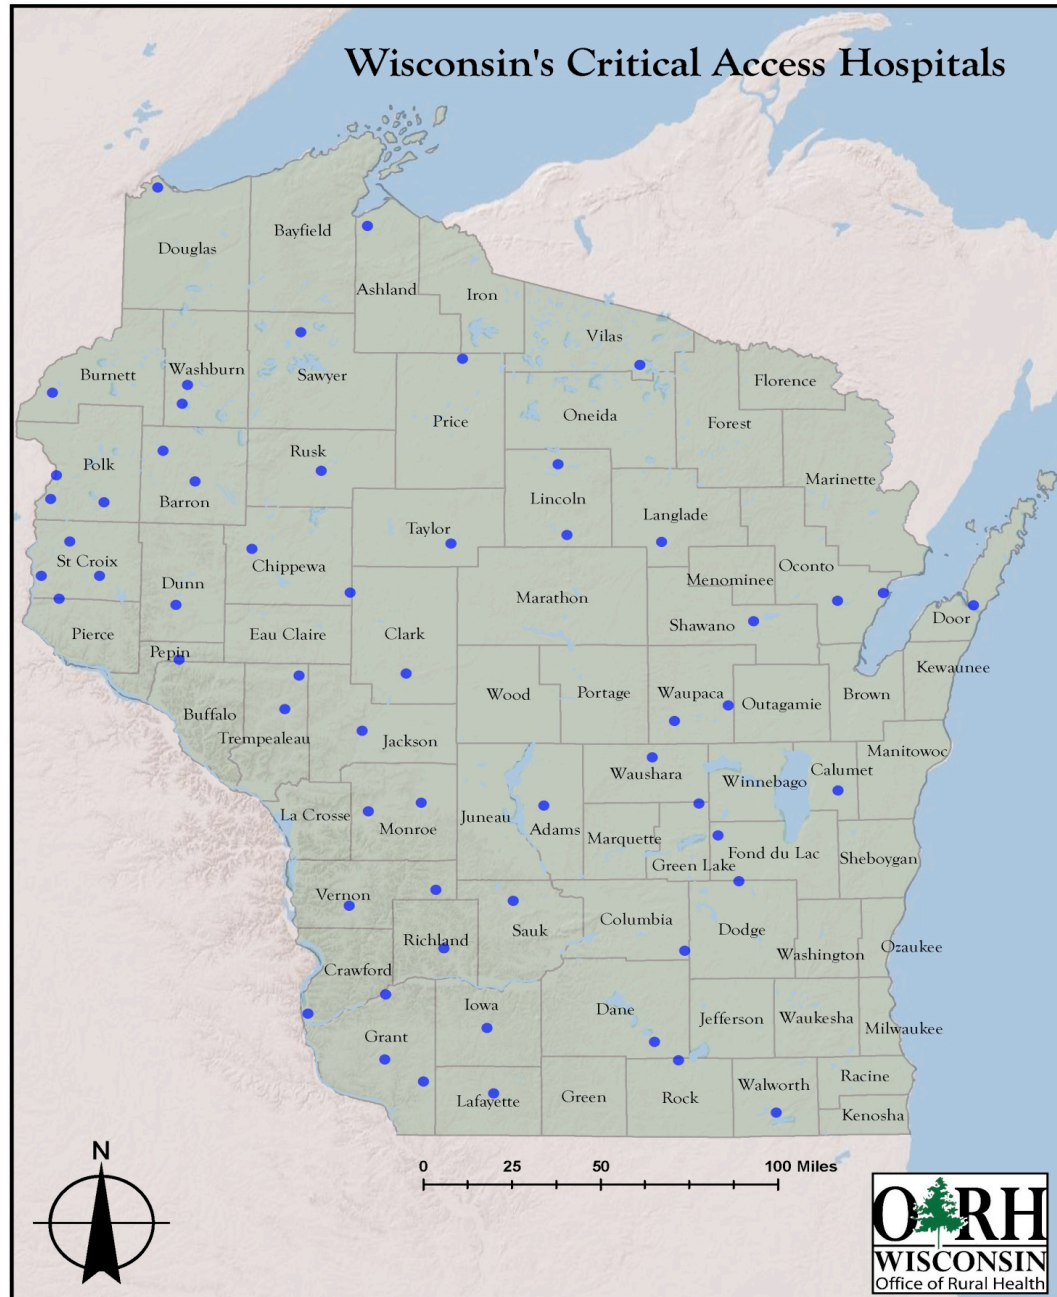 Wisconsin's Critical Access Hospitals
Bayfield
Douglas
Ashland
Iron
Vilas
Washburn
Burnett
Sawyer
Florence
Oneida
Price
Forest
Rusk
Polk
Marinette
Barron
Lincoln
Langlade
Taylor
St Croix
Chippewa
Oconto
Menominee
Dunn
Marathon
Door
Shawano
Pierce
Eau Claire
Clark
Pepin
Kewaunee
Wood
Portage
Waupaca
Brown
Outagamie
Buffalo
Trempealeau
Jackson
Manitowoc
Calumet
Waushara
Winnebago
La Crosse
Juneau
Monroe
Adams
Marquette
Fond du Lac
Sheboygan
Green Lake
Vernon
Columbia
Sauk
Dodge
Richland
Ozaukee
Washington
Crawford
Iowa
Dane
Jefferson
Waukesha
Milwaukee
Grant
Racine
Walworth
Lafayette
Green
Rock
Kenosha
N
0 25 50 100 Miles
ORH
WISCONSIN
Office of Rural Health